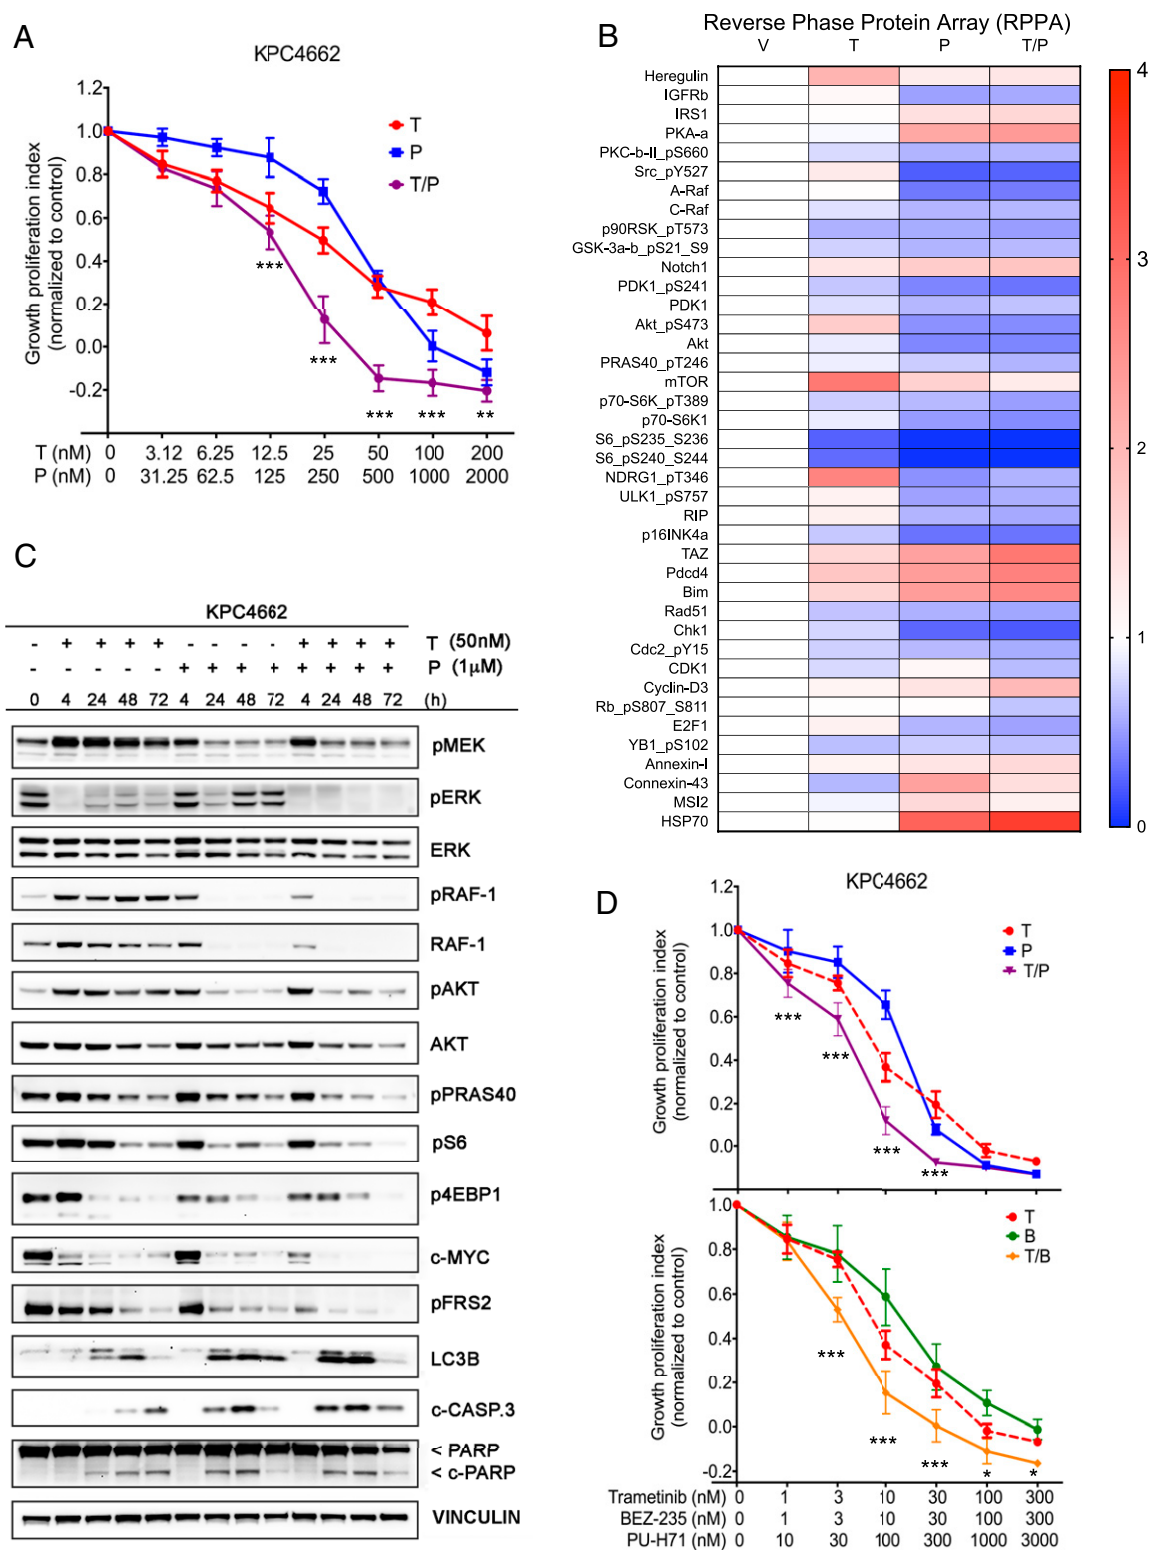 A
KPC4662
Growth proliferation index
(normalized to control)
1.2
1.0
0.8
0.6
0.4
0.2
0.0
-0.2
T
P
T/P
***
***
*** *** **
T (nM) 0 3.12 6.25 12.5 25 50 100 200
P (nM) 0 31.25 62.5 125 250 500 1000 2000
B
Reverse Phase Protein Array (RPPA)
V T P T/P
Heregulin
IGFRb
IRS1
PKA-a
PKC-b-II_pS660
Src_pY527
A-Raf
C-Raf
p90RSK_pT573
GSK-3a-b_pS21_S9
Notch1
PDK1_pS241
PDK1
Akt_pS473
Akt
PRAS40_pT246
mTOR
p70-S6K_pT389
p70-S6K1
S6_pS235_S236
S6_pS240_S244
NDRG1_pT346
ULK1_pS757
RIP
p16INK4a
TAZ
Pdcd4
Bim
Rad51
Chk1
Cdc2_pY15
CDK1
Cyclin-D3
Rb_pS807_S811
E2F1
YB1_pS102
Annexin-I
Connexin-43
MSI2
HSP70
4
3
2
1
0
C
KPC4662
- + + + + - - - - + + + + T (50nM)
- - - - - + + + + + + + + P (1µM)
0 4 24 48 72 4 24 48 72 4 24 48 72 (h)
pMEK
pERK
ERK
pRAF-1
RAF-1
pAKT
AKT
pPRAS40
pS6
p4EBP1
c-MYC
pFRS2
LC3B
c-CASP.3
< PARP
< c-PARP
VINCULIN
D
KPC4662
Growth proliferation index
(normalized to control)
1.2
1.0
0.8
0.6
0.4
0.2
0.0
T
P
T/P
***
***
***
***
Growth proliferation index
(normalized to control)
1.0
0.8
0.6
0.4
0.2
0.0
-0.2
T
B
T/B
***
***
*** * *
Trametinib (nM) 0 1 3 10 30 100 300
BEZ-235 (nM) 0 1 3 10 30 100 300
PU-H71 (nM) 0 10 30 100 300 1000 3000